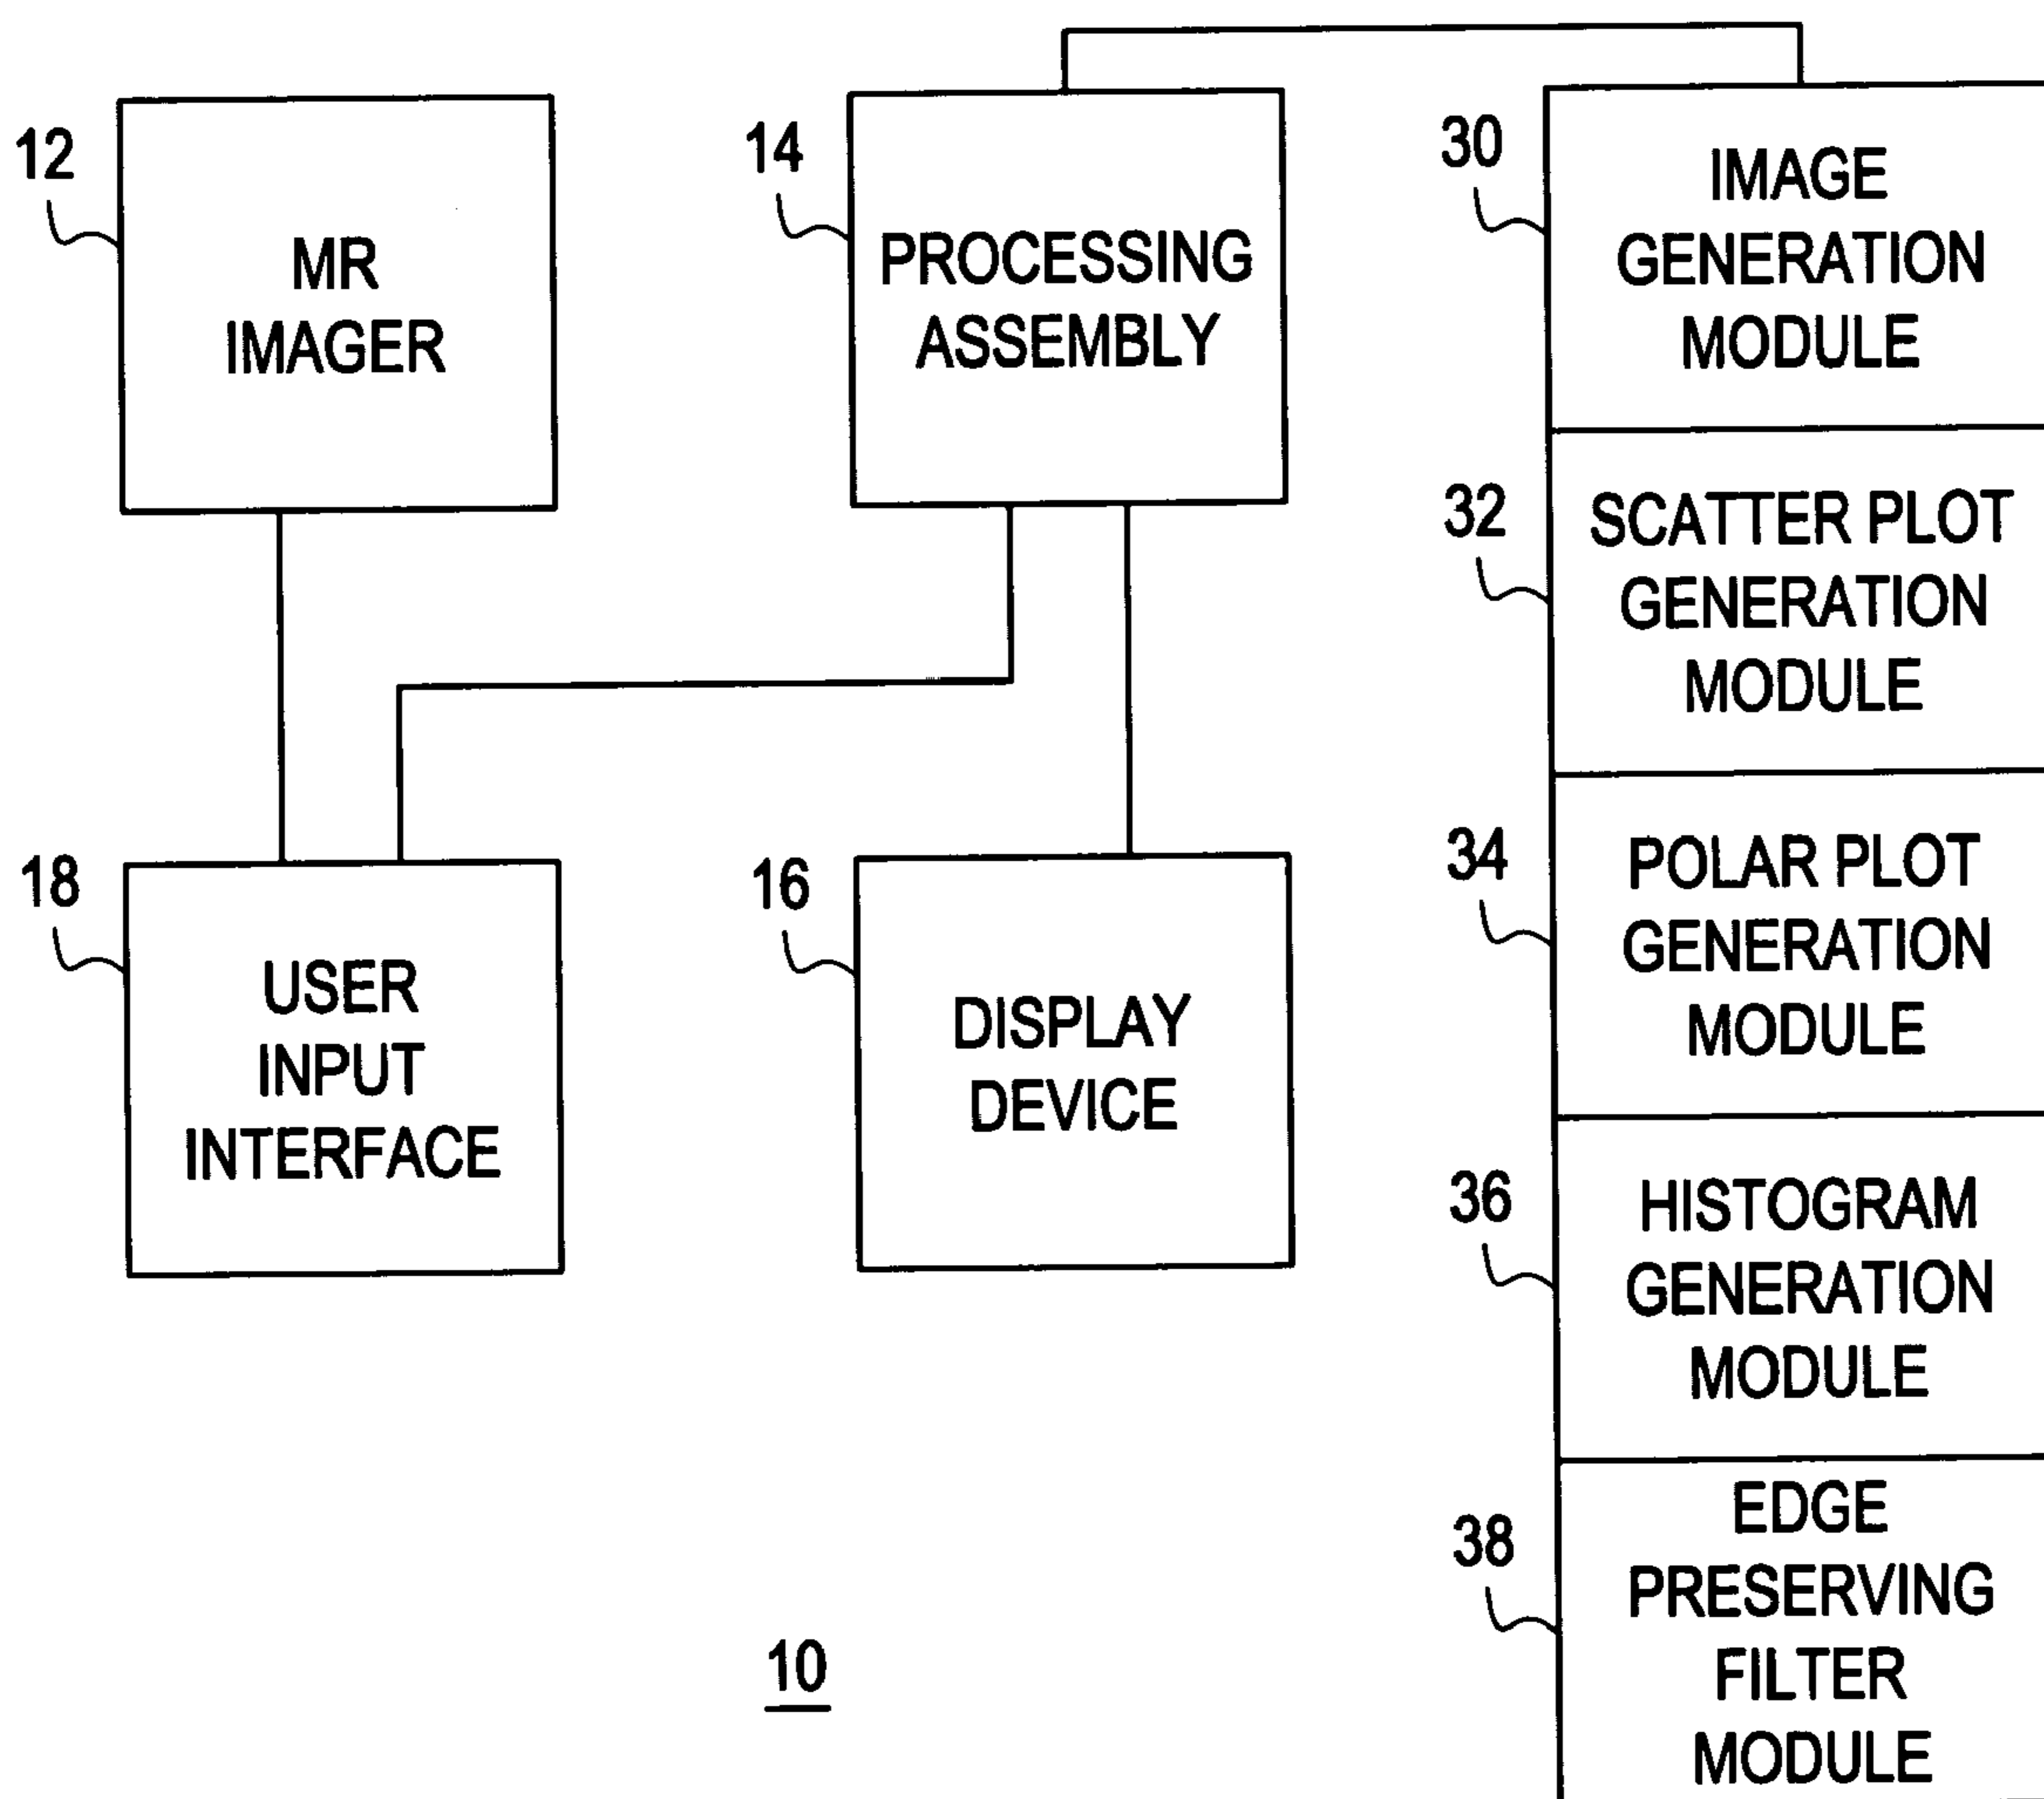 12
MR
IMAGER
14
PROCESSING
ASSEMBLY
18
USER
INPUT
INTERFACE
16
DISPLAY
DEVICE
30
IMAGE
GENERATION
MODULE
32
SCATTER PLOT
GENERATION
MODULE
34
POLAR PLOT
GENERATION
MODULE
36
HISTOGRAM
GENERATION
MODULE
38
EDGE
PRESERVING
FILTER
MODULE
10